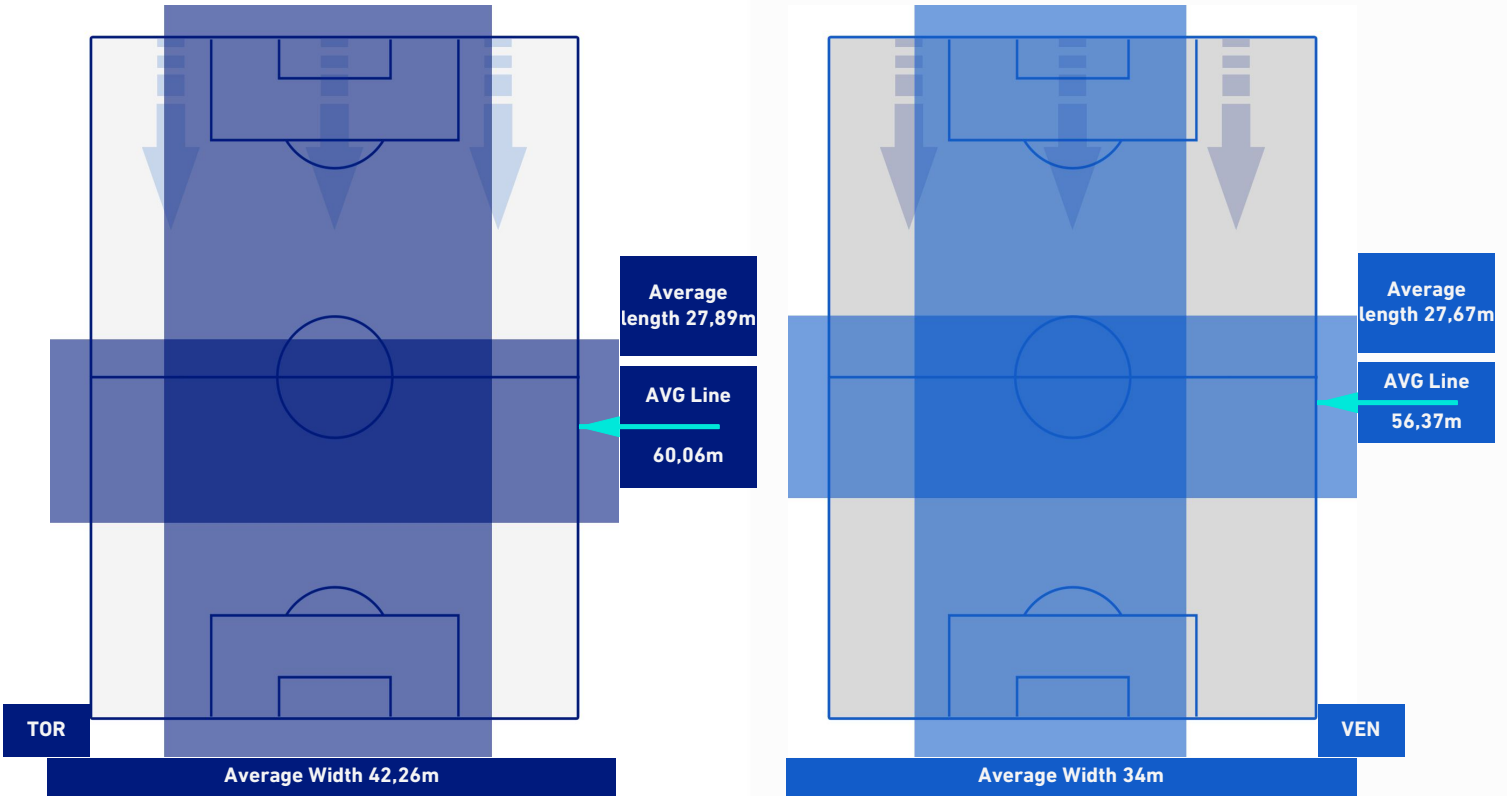 Average
length 27,89m
AVG Line
60,06m
TOR
Average Width 42,26m
Average
length 27,67m
AVG Line
56,37m
VEN
Average Width 34m